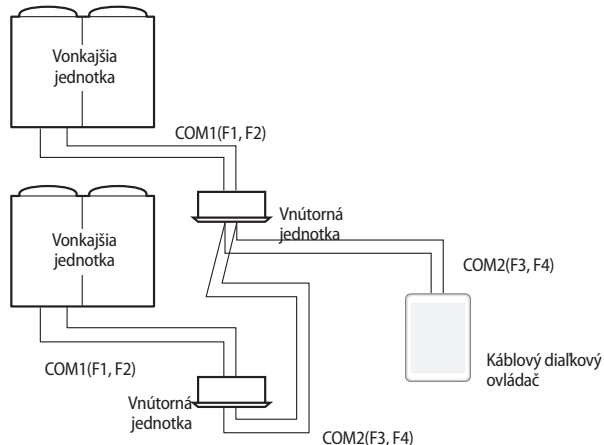 Vonkajšia
jednotka
COM1(F1, F2)
Vnútorná
jednotka
Vonkajšia
jednotka
COM2(F3, F4)
Káblový diaľkový
ovládač
COM1(F1, F2)
Vnútorná
jednotka
COM2(F3, F4)